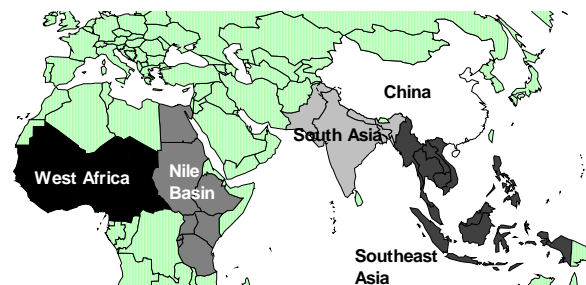 China
South Asia
West Africa
Nile
Basin
Southeast
Asia